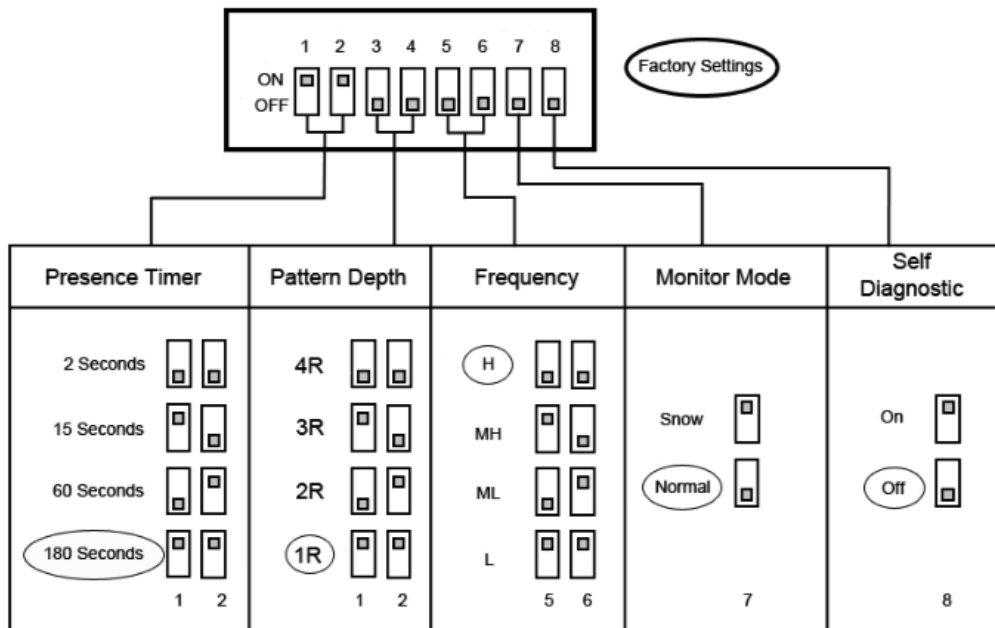 1 2 3 4 5 6 7 8
ON
OFF
Factory Settings
Presence Timer
Pattern Depth
Frequency
Monitor Mode
Self
Diagnostic
2 Seconds
15 Seconds
60 Seconds
180 Seconds
1 2
4R
3R
2R
1R
1 2
H
MH
ML
L
5 6
Snow
Normal
7
On
Off
8